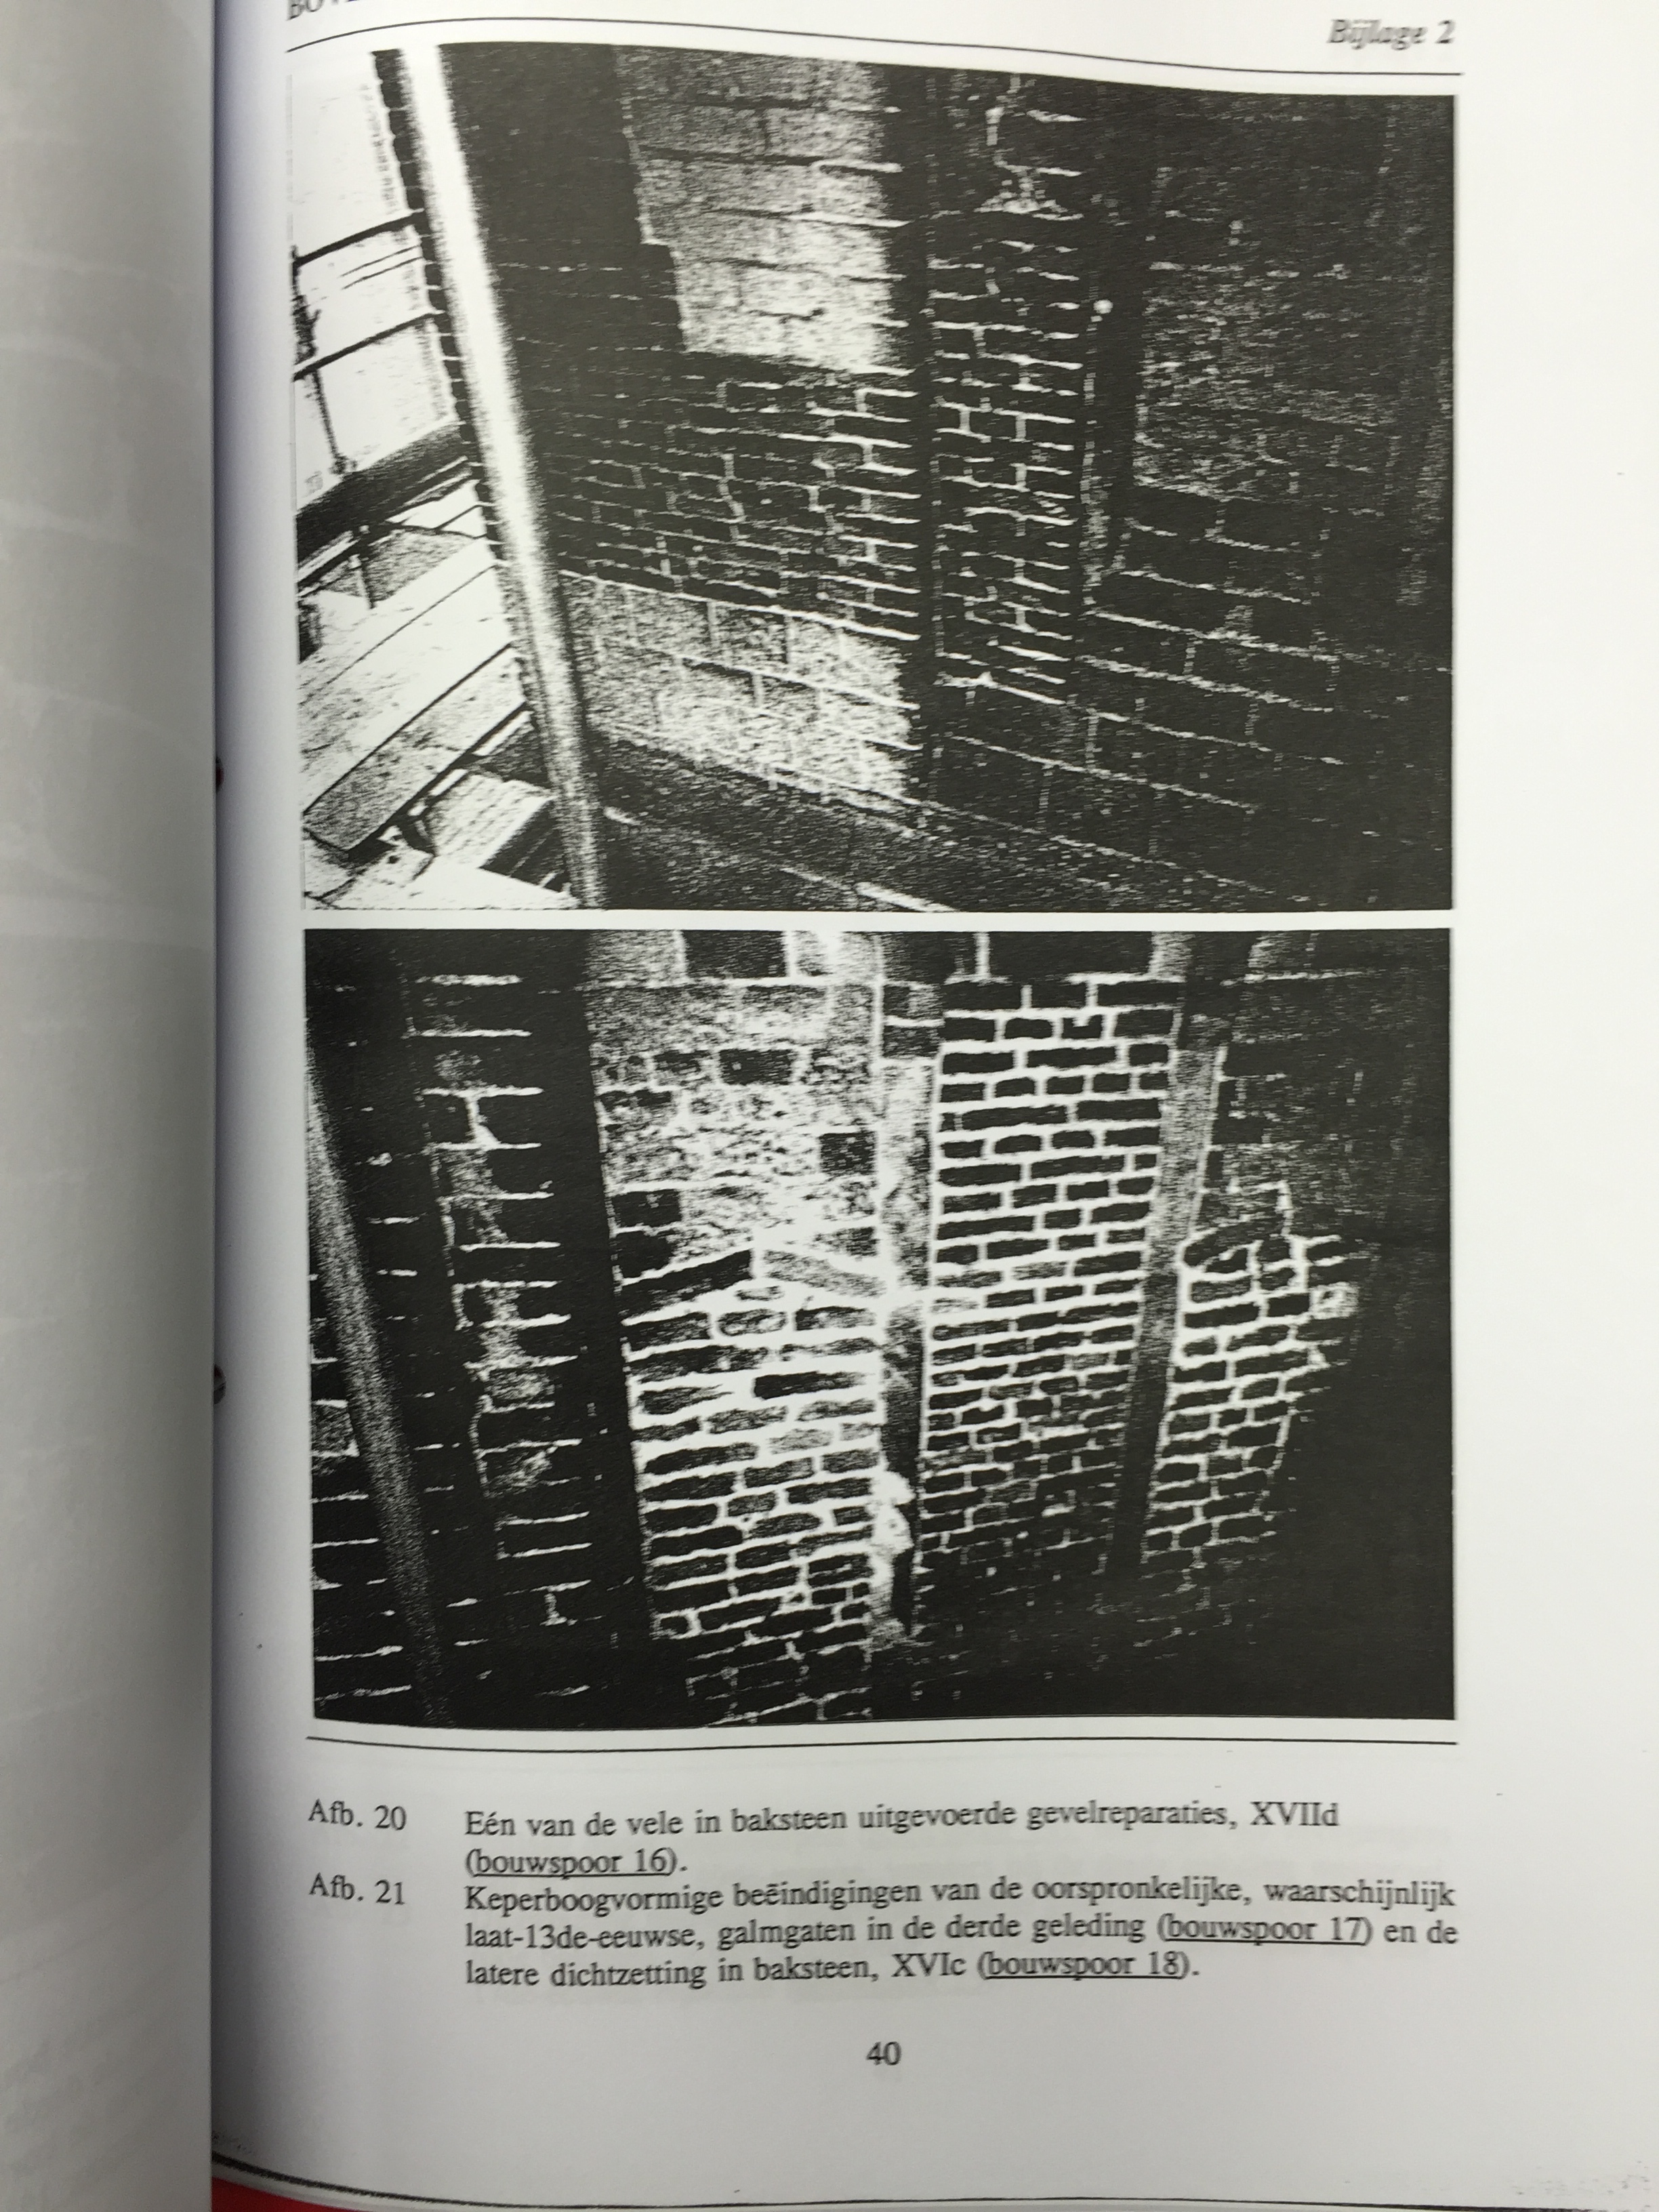 Bijlage 2
Afb. 20 Eén van de vele in baksteen uitgevoerde gevelreparaties, XVIId
(bouwspoor 16).
Afb. 21 Keperboogvormige beëindigingen van de oorspronkelijke, waarschijnlijk
laat-13de-eeuwse, galmgaten in de derde geleding (bouwspoor 17) en de
latere dichtzetting in baksteen, XVIc (bouwspoor 18).
40